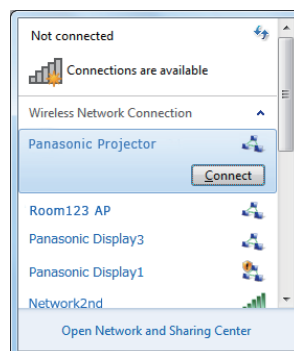 Not connected
Connections are available
Wireless Network Connection
Panasonic Projector
Connect
Room123 AP
Panasonic Display3
Panasonic Display1
Network2nd
Open Network and Sharing Center